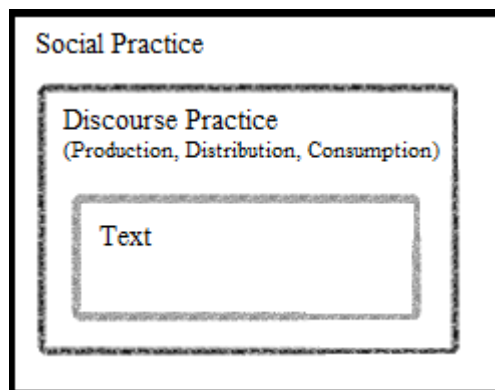 Social Practice
Discourse Practice
(Production, Distribution, Consumption)
Text